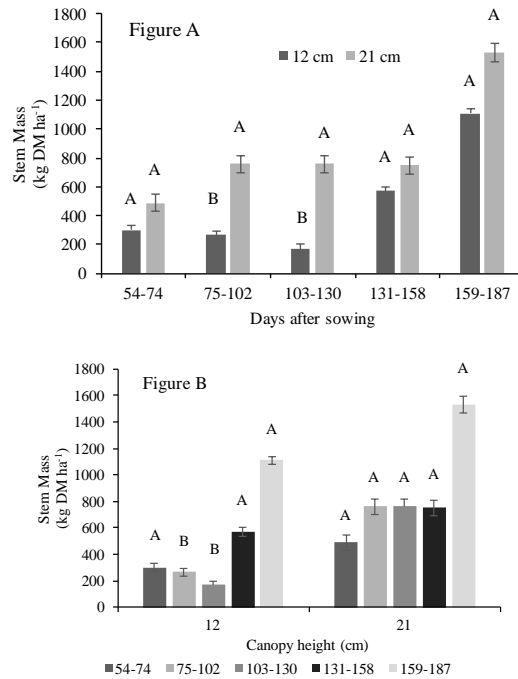 Figure A
12 cm 21 cm
Stem Mass
(kg DM ha⁻¹)
1800
1600
1400
1200
1000
800
600
400
200
0
A A B A B A A A A A
54-74 75-102 103-130 131-158 159-187
Days after sowing
Figure B
Stem Mass
(kg DM ha⁻¹)
1800
1600
1400
1200
1000
800
600
400
200
0
A B B A A A A A A A
12 21
Canopy height (cm)
54-74 75-102 103-130 131-158 159-187